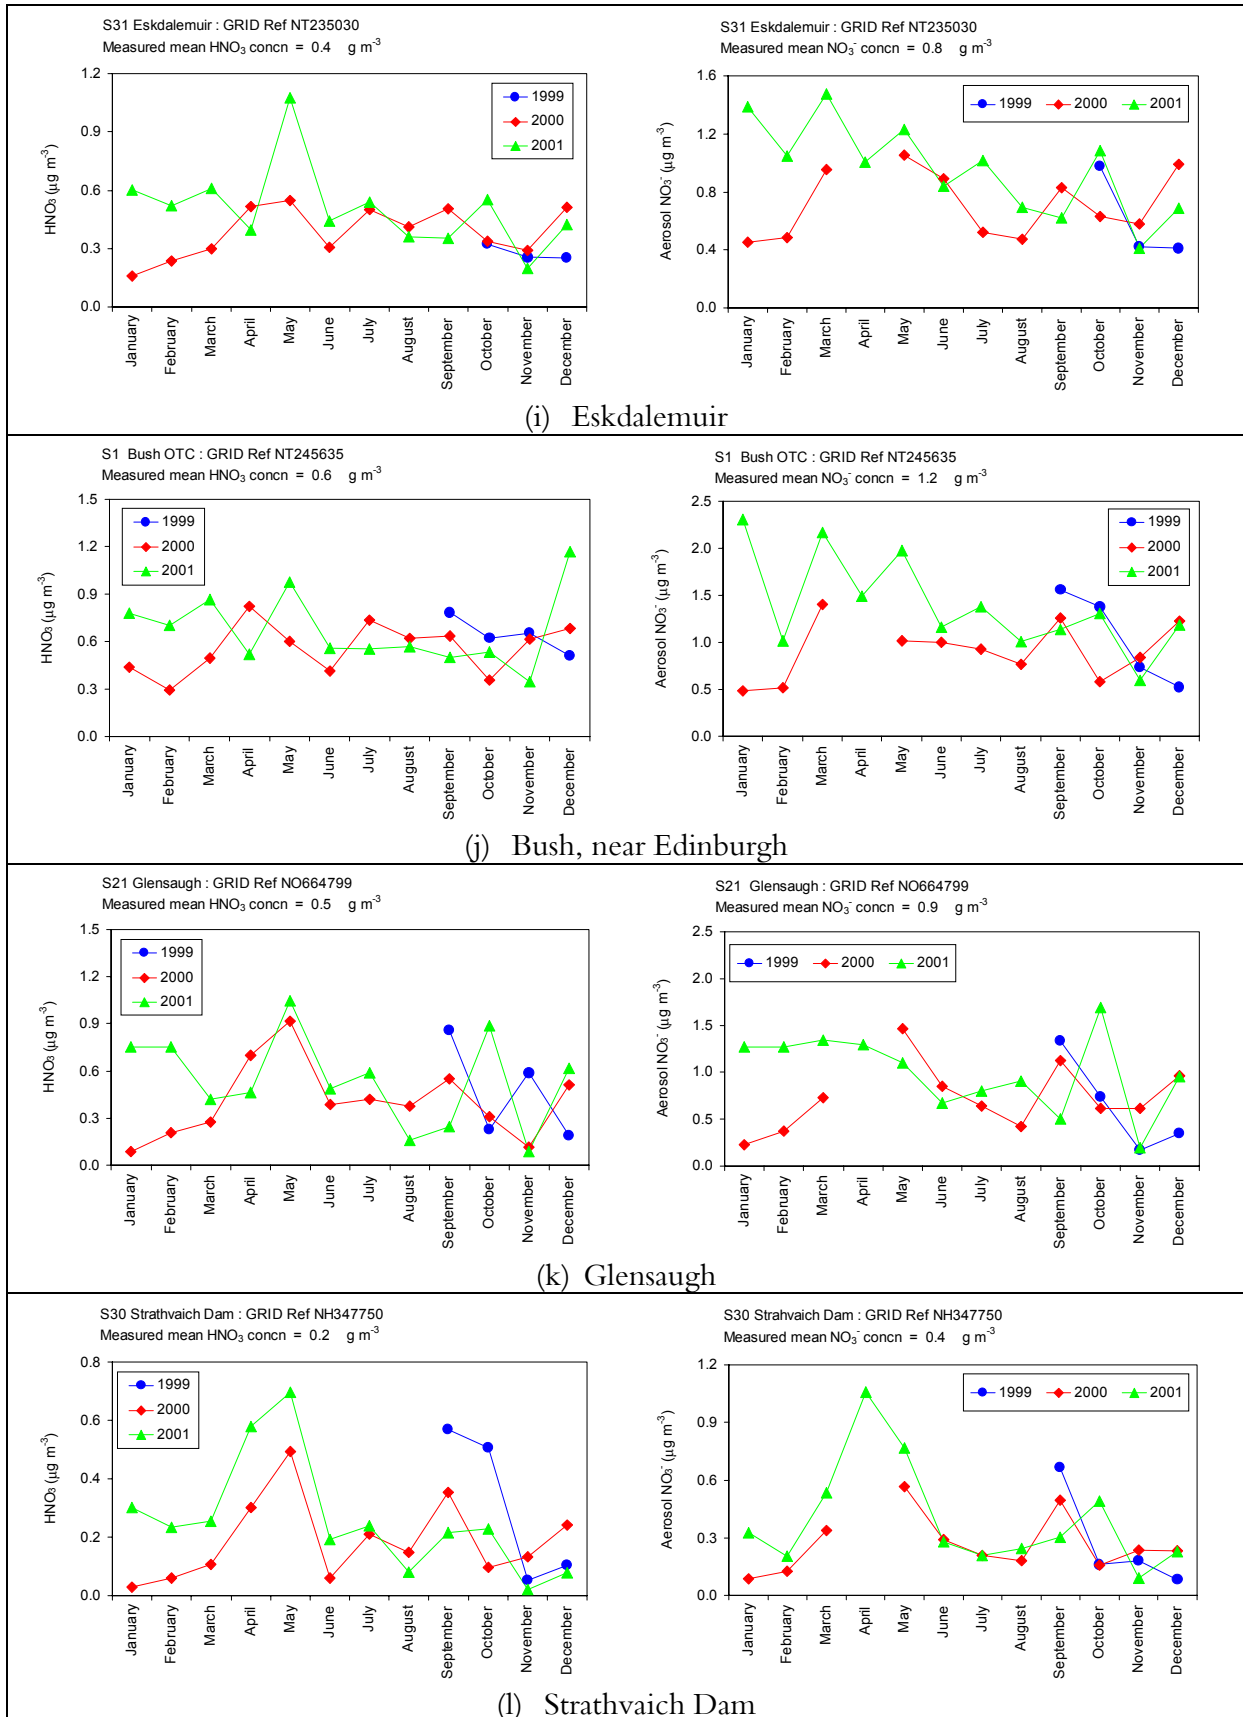 S31 Eskdalemuir : GRID Ref NT235030
Measured mean HNO3 concn = 0.4 g m-3
HNO3 (µg m-3)
1.2
0.9
0.6
0.3
0.0
1999
2000
2001
January
February
March
April
May
June
July
August
September
October
November
December
S31 Eskdalemuir : GRID Ref NT235030
Measured mean NO3- concn = 0.8 g m-3
Aerosol NO3- (µg m-3)
1.6
1.2
0.8
0.4
0.0
1999 2000 2001
January
February
March
April
May
June
July
August
September
October
November
December
(i) Eskdalemuir
S1 Bush OTC : GRID Ref NT245635
Measured mean HNO3 concn = 0.6 g m-3
HNO3 (µg m-3)
1.5
1.2
0.9
0.6
0.3
0.0
1999
2000
2001
January
February
March
April
May
June
July
August
September
October
November
December
S1 Bush OTC : GRID Ref NT245635
Measured mean NO3- concn = 1.2 g m-3
Aerosol NO3- (µg m-3)
2.5
2.0
1.5
1.0
0.5
0.0
1999
2000
2001
January
February
March
April
May
June
July
August
September
October
November
December
(j) Bush, near Edinburgh
S21 Glensaugh : GRID Ref NO664799
Measured mean HNO3 concn = 0.5 g m-3
HNO3 (µg m-3)
1.5
1.2
0.9
0.6
0.3
0.0
1999
2000
2001
January
February
March
April
May
June
July
August
September
October
November
December
S21 Glensaugh : GRID Ref NO664799
Measured mean NO3- concn = 0.9 g m-3
Aerosol NO3- (µg m-3)
2.5
2.0
1.5
1.0
0.5
0.0
1999 2000 2001
January
February
March
April
May
June
July
August
September
October
November
December
(k) Glensaugh
S30 Strathvaich Dam : GRID Ref NH347750
Measured mean HNO3 concn = 0.2 g m-3
HNO3 (µg m-3)
0.8
0.6
0.4
0.2
0.0
1999
2000
2001
January
February
March
April
May
June
July
August
September
October
November
December
S30 Strahvaich Dam : GRID Ref NH347750
Measured mean NO3- concn = 0.4 g m-3
Aerosol NO3- (µg m-3)
1.2
0.9
0.6
0.3
0.0
1999 2000 2001
January
February
March
April
May
June
July
August
September
October
November
December
(l) Strathvaich Dam